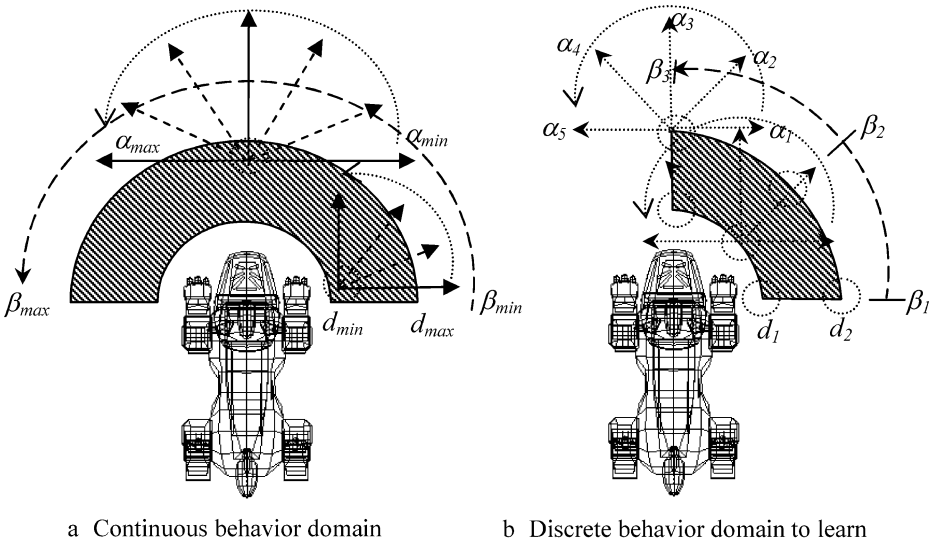 α3
α4
α2
β3
αmax
αmin
α5
α1
β2
βmax
dmin
dmax
βmin
d1
d2
β1
a Continuous behavior domain
b Discrete behavior domain to learn